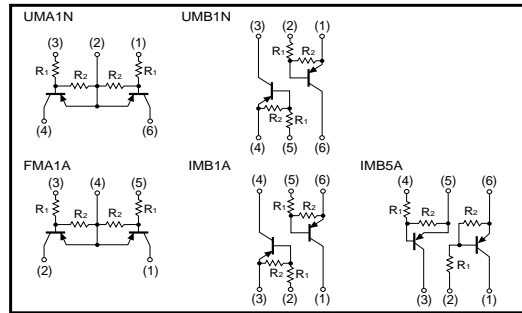 UMA1N
(3) (2) (1)
R1 R2 R2 R1
(4) (6)
UMB1N
(3) (2) (1)
R1 R2
R2 R1
(4) (5) (6)
FMA1A
(3) (4) (5)
R1 R2 R2 R1
(2) (1)
IMB1A
(4) (5) (6)
R1 R2
R2 R1
(3) (2) (1)
IMB5A
(4) (5) (6)
R1 R2 R2
R1
(3) (2) (1)